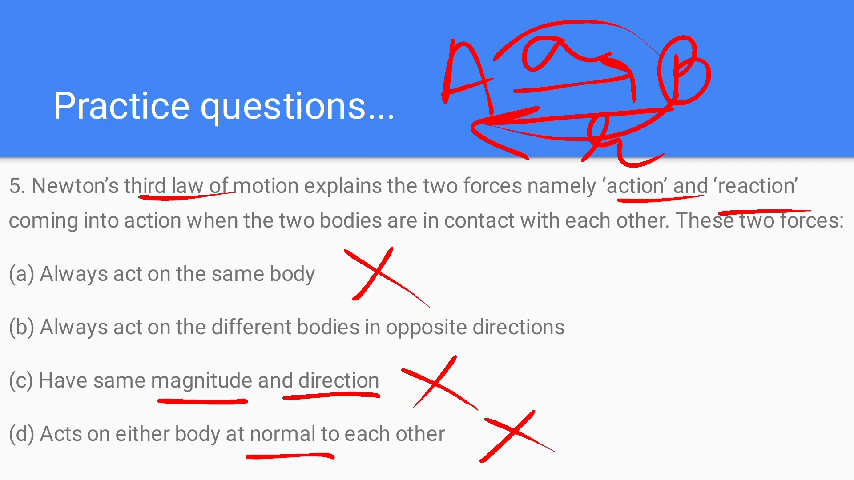 A a B
r
Practice questions...
5. Newton’s third law of motion explains the two forces namely ‘action’ and ‘reaction’
coming into action when the two bodies are in contact with each other. These two forces:
(a) Always act on the same body
(b) Always act on the different bodies in opposite directions
(c) Have same magnitude and direction
(d) Acts on either body at normal to each other